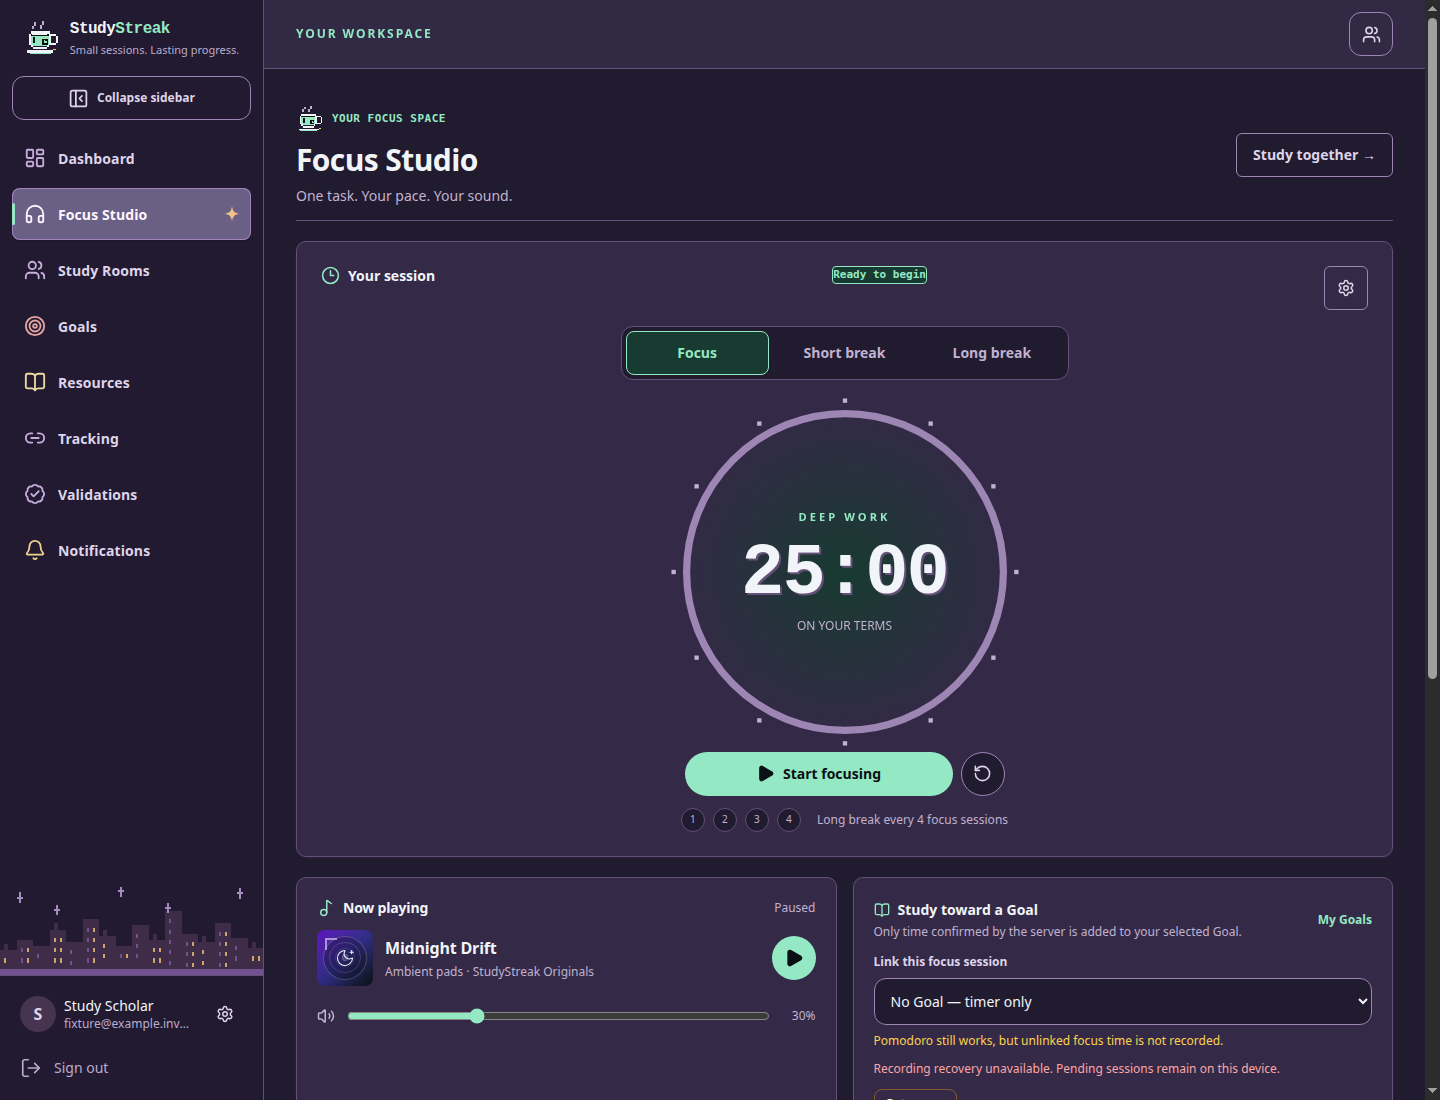 StudyStreak
Small sessions. Lasting progress.
Collapse sidebar
Dashboard
Focus Studio
Study Rooms
Goals
Resources
Tracking
Validations
Notifications
Study Scholar
fixture@example.inv...
S
Sign out
YOUR WORKSPACE
YOUR FOCUS SPACE
Focus Studio
One task. Your pace. Your sound.
Study together →
Your session
Ready to begin
Focus
Short break
Long break
DEEP WORK
25:00
ON YOUR TERMS
Start focusing
1 2 3 4 Long break every 4 focus sessions
Now playing
Paused
Midnight Drift
Ambient pads · StudyStreak Originals
30%
Study toward a Goal
Only time confirmed by the server is added to your selected Goal.
My Goals
Link this focus session
No Goal — timer only
Pomodoro still works, but unlinked focus time is not recorded.
Recording recovery unavailable. Pending sessions remain on this device.